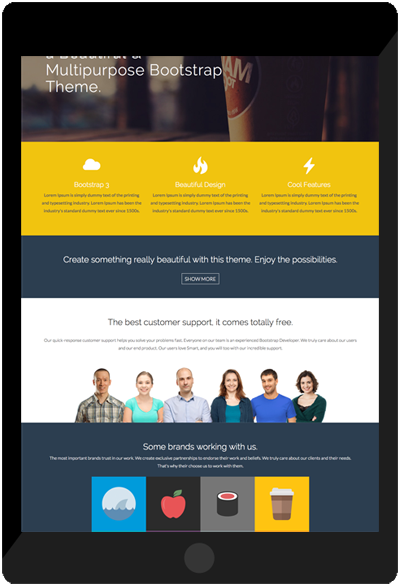 a Beautiful &
Multipurpose Bootstrap
Theme.
Bootstrap 3
Lorem Ipsum is simply dummy text of the printing
and typesetting industry. Lorem Ipsum has been the
industry's standard dummy text ever since 1500s
Beautiful Design
Lorem Ipsum is simply dummy text of the printing
and typesetting industry. Lorem Ipsum has been the
industry's standard dummy text ever since 1500s
Cool Features
Lorem Ipsum is simply dummy text of the printing
and typesetting industry. Lorem Ipsum has been the
industry's standard dummy text ever since 1500s
Create something really beautiful with this theme. Enjoy the possibilities.
SHOW MORE
The best customer support, it comes totally free.
Our quick response customer support helps you solve your problems fast. Everyone on our team is an experienced Bootstrap Developer. We truly care about our users
and our end product. Our users love Smart, and you will too with our incredible support.
Some brands working with us.
The most important brands trust in our work. We create exclusive partnerships to endorse their work and beliefs. We truly care about our clients and their needs.
That's why their choose us to work with them.